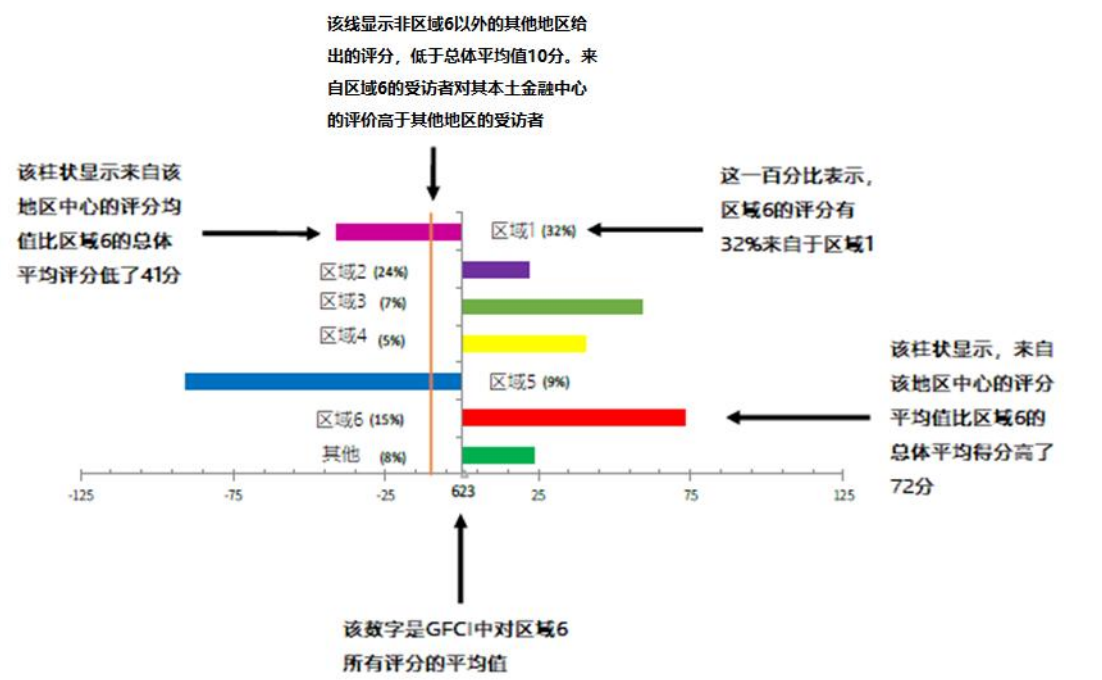 该线显示非区域6以外的其他地区给
出的评分，低于总体平均值10分。来
自区域6的受访者对其本土金融中心
的评价高于其他地区的受访者
该柱状显示来自该
地区中心的评分均
值比区域6的总体
平均评分低了41分
这一百分比表示，
区域6的评分有
32%来自于区域1
区域1 (32%)
区域2 (24%)
区域3 (7%)
区域4 (5%)
区域5 (9%)
区域6 (15%)
其他 (8%)
该柱状显示，来自
该地区中心的评分
平均值比区域6的
总体平均得分高了
72分
-125 -75 -25 623 25 75 125
该数字是GFCI中对区域6
所有评分的平均值